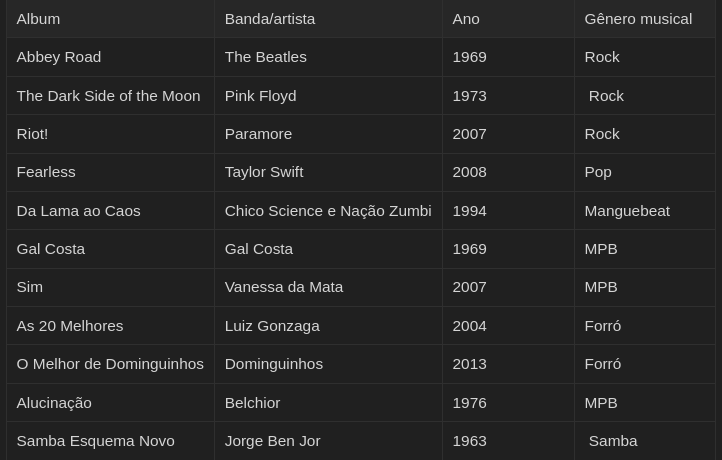 Album Banda/artista Ano Gênero musical
Abbey Road The Beatles 1969 Rock
The Dark Side of the Moon Pink Floyd 1973 Rock
Riot! Paramore 2007 Rock
Fearless Taylor Swift 2008 Pop
Da Lama ao Caos Chico Science e Nação Zumbi 1994 Manguebeat
Gal Costa Gal Costa 1969 MPB
Sim Vanessa da Mata 2007 MPB
As 20 Melhores Luiz Gonzaga 2004 Forró
O Melhor de Dominguinhos Dominguinhos 2013 Forró
Alucinação Belchior 1976 MPB
Samba Esquema Novo Jorge Ben Jor 1963 Samba